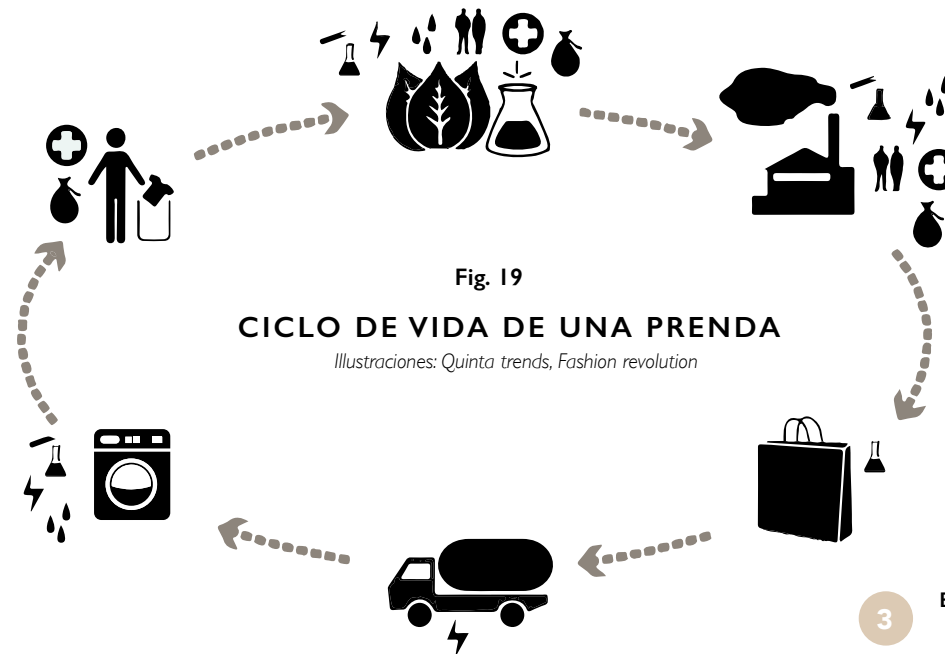 Fig. 19
CICLO DE VIDA DE UNA PRENDA
Illustraciones: Quinta trends, Fashion revolution
3